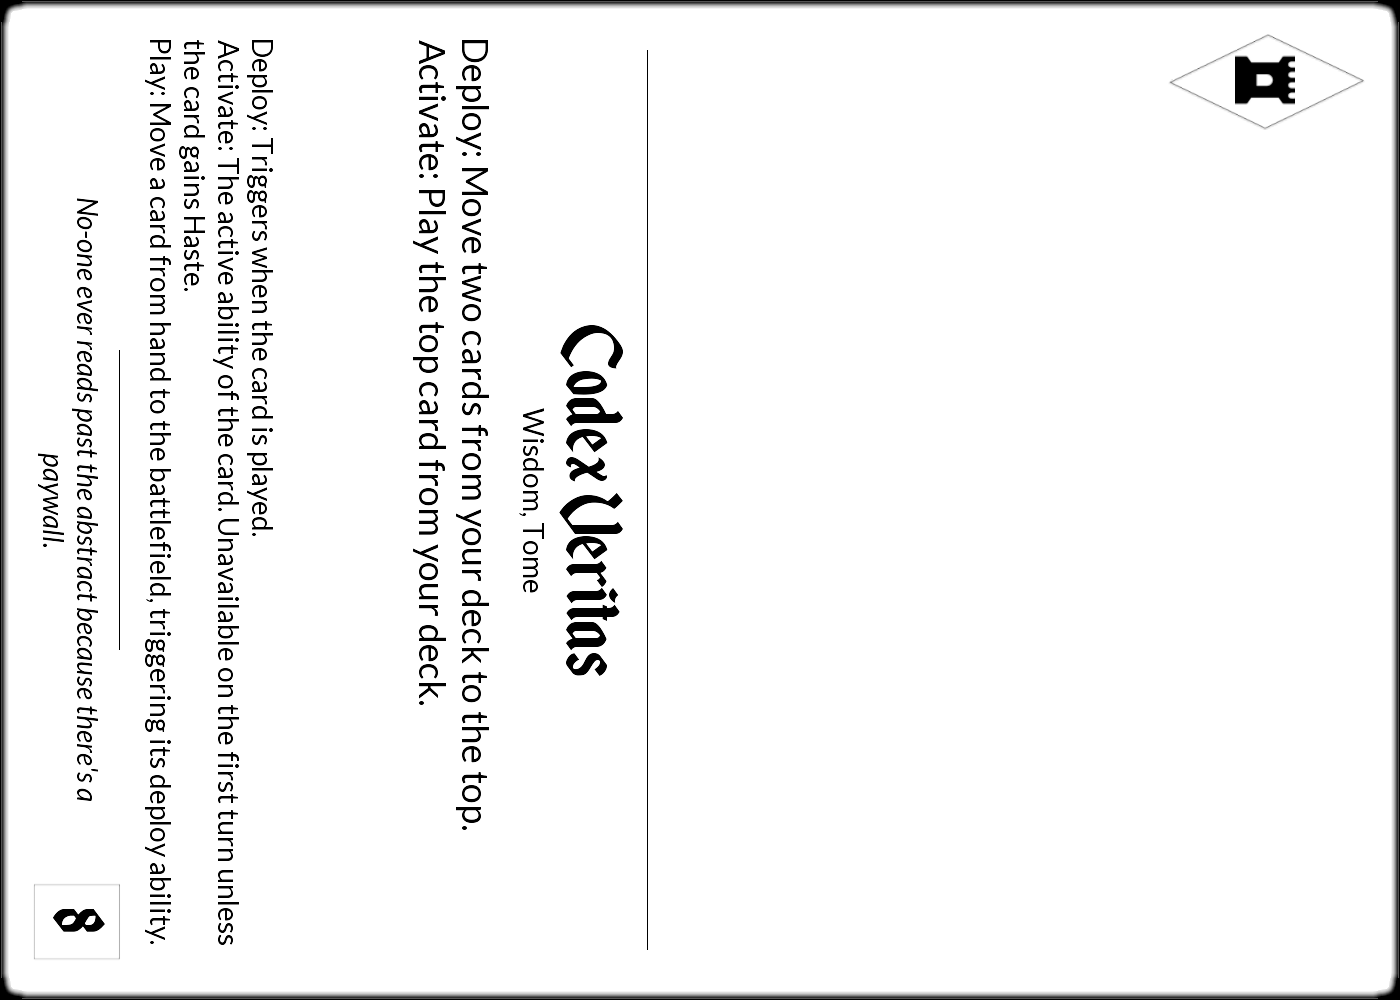 Codex Veritas
Wisdom, Tome
Deploy: Move two cards from your deck to the top.
Activate: Play the top card from your deck.
Deploy: Triggers when the card is played.
Activate: The active ability of the card. Unavailable on the first turn unless
the card gains Haste.
Play: Move a card from hand to the battlefield, triggering its deploy ability.
No-one ever reads past the abstract because there's a
paywall.
8